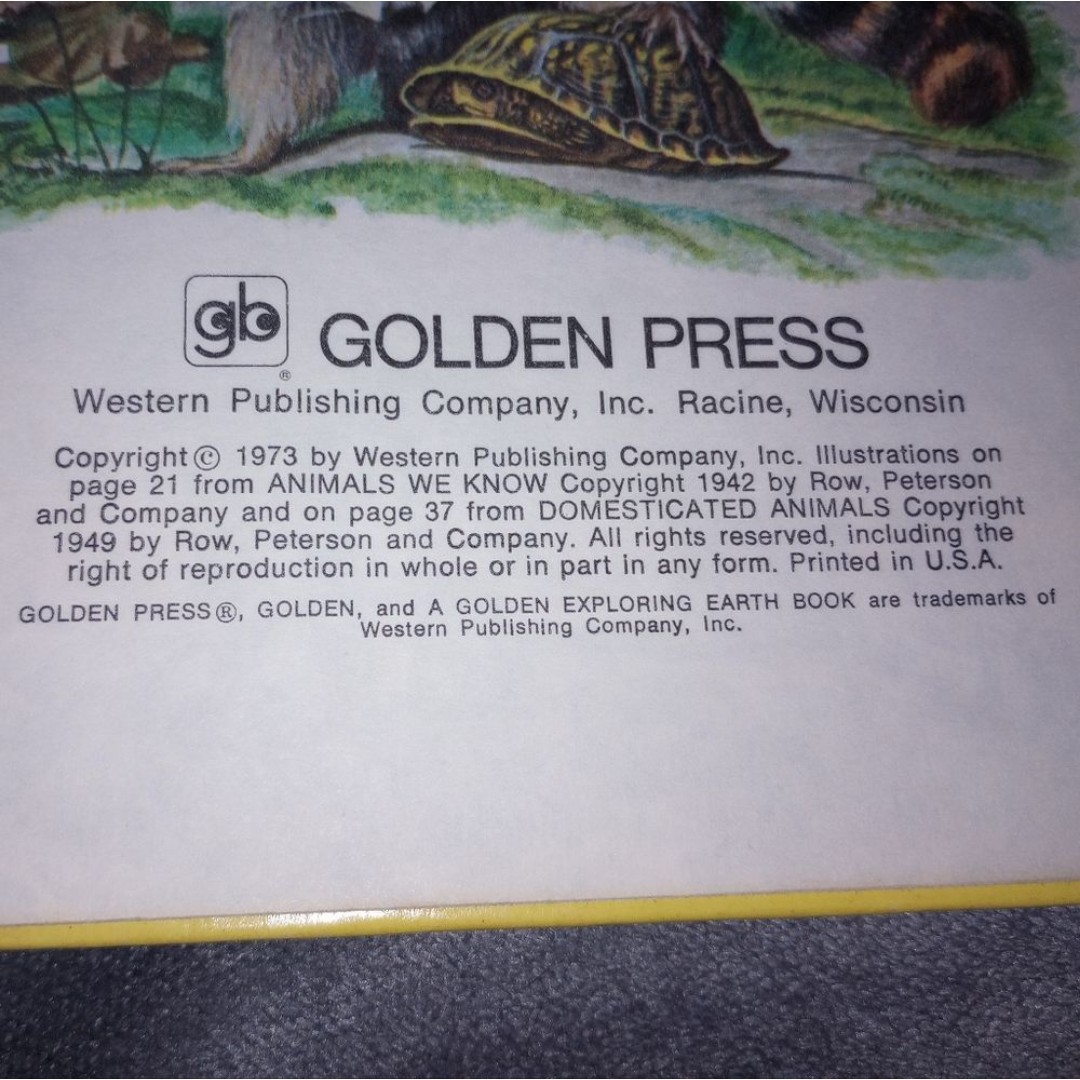 gb
®
GOLDEN PRESS
Western Publishing Company, Inc. Racine, Wisconsin
Copyright © 1973 by Western Publishing Company, Inc. Illustrations on
page 21 from ANIMALS WE KNOW Copyright 1942 by Row, Peterson
and Company and on page 37 from DOMESTICATED ANIMALS Copyright
1949 by Row, Peterson and Company. All rights reserved, including the
right of reproduction in whole or in part in any form. Printed in U.S.A.
GOLDEN PRESS®, GOLDEN, and A GOLDEN EXPLORING EARTH BOOK are trademarks of
Western Publishing Company, Inc.